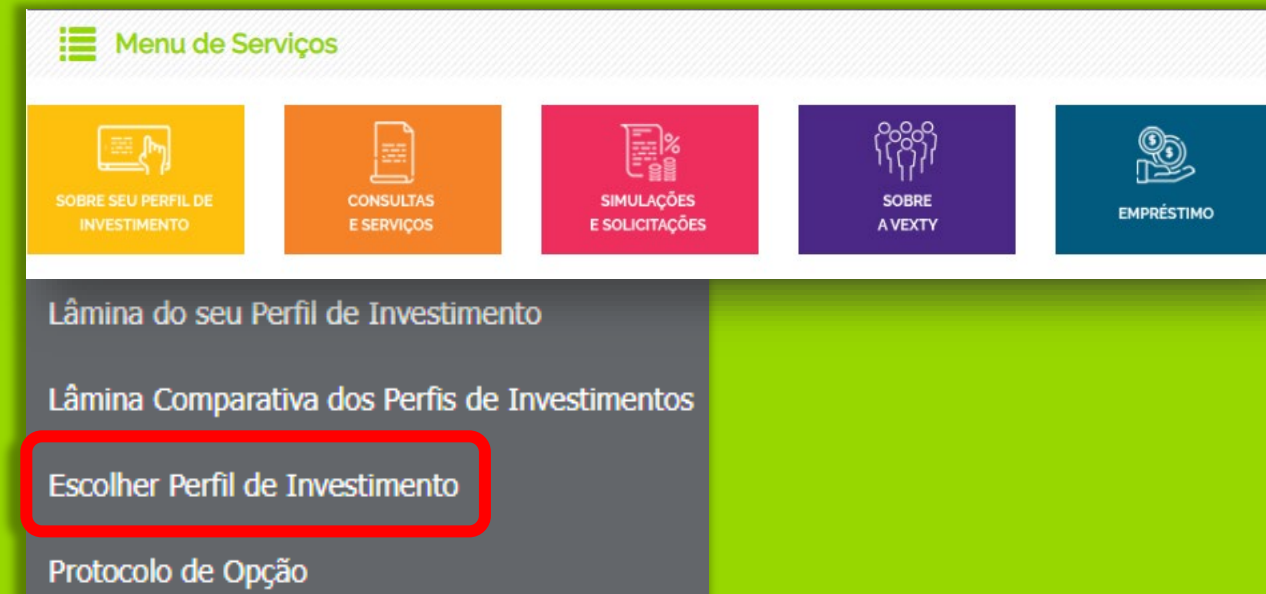 Menu de Serviços
SOBRE SEU PERFIL DE
INVESTIMENTO
CONSULTAS
E SERVIÇOS
SIMULAÇÕES
E SOLICITAÇÕES
SOBRE
A VEXTY
EMPRÉSTIMO
Lâmina do seu Perfil de Investimento
Lâmina Comparativa dos Perfis de Investimentos
Escolher Perfil de Investimento
Protocolo de Opção